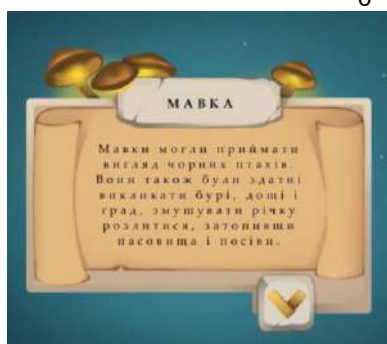 МАВКА
Мавки могли приймати
вигляд чорних птахів.
Вони також були здатні
викликати бурі, дощі і
град, змушувати річку
розлитися, затопивши
пасовища і посіви.